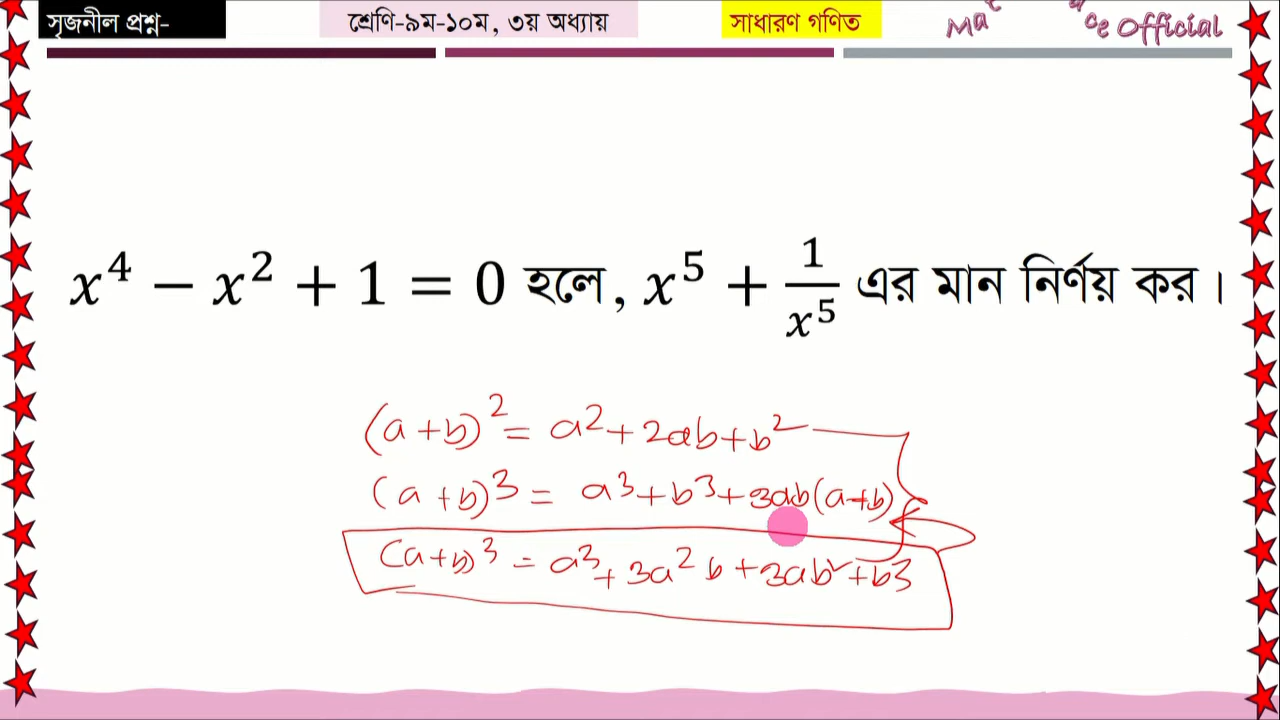 সৃজনীল প্রশ্ন-
শ্রেণি-৯ম-১০ম, ৩য় অধ্যায়
সাধারণ গণিত
Official
x⁴ − x² + 1 = 0 হলে, x⁵ + 1/x⁵ এর মান নির্ণয় কর।
(a+b)² = a²+2ab+b²
(a+b)³ = a³+b³+3ab(a+b)
(a+b)³ = a³+3a²b+3ab²+b³